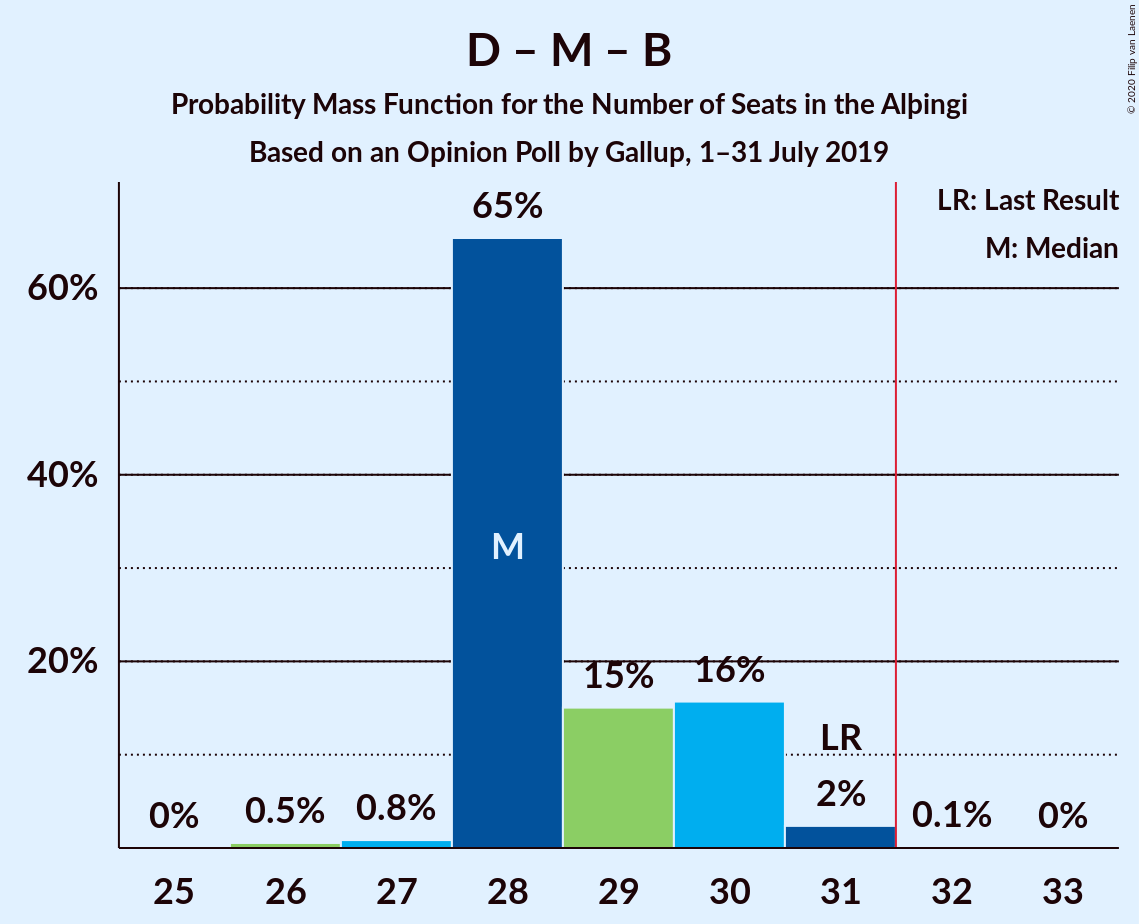 D – M – B
Probability Mass Function for the Number of Seats in the Alþingi
Based on an Opinion Poll by Gallup, 1–31 July 2019
© 2020 Filip van Laenen
LR: Last Result
M: Median
65%
60%
40%
M
20%
15%
16%
LR
2%
0%
0.5%
0.8%
0.1%
0%
25 26 27 28 29 30 31 32 33